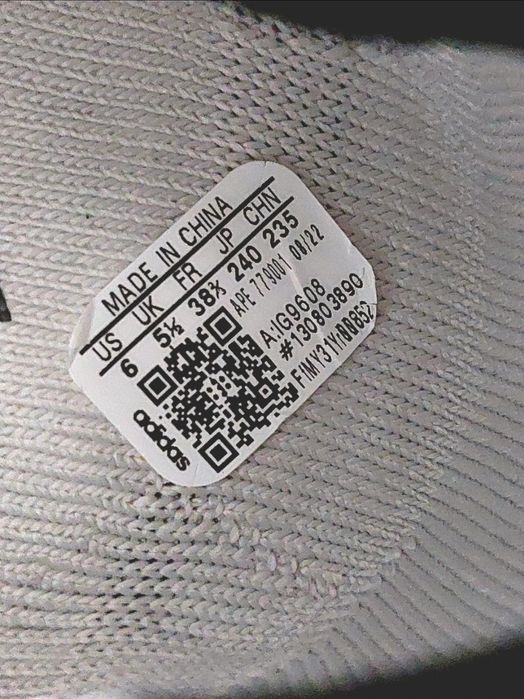 MADE IN CHINA
US UK FR JP CHN
6 5½ 38⅔ 240 235
APE 779001 08/22
A:IG9608
#130803890
adidas